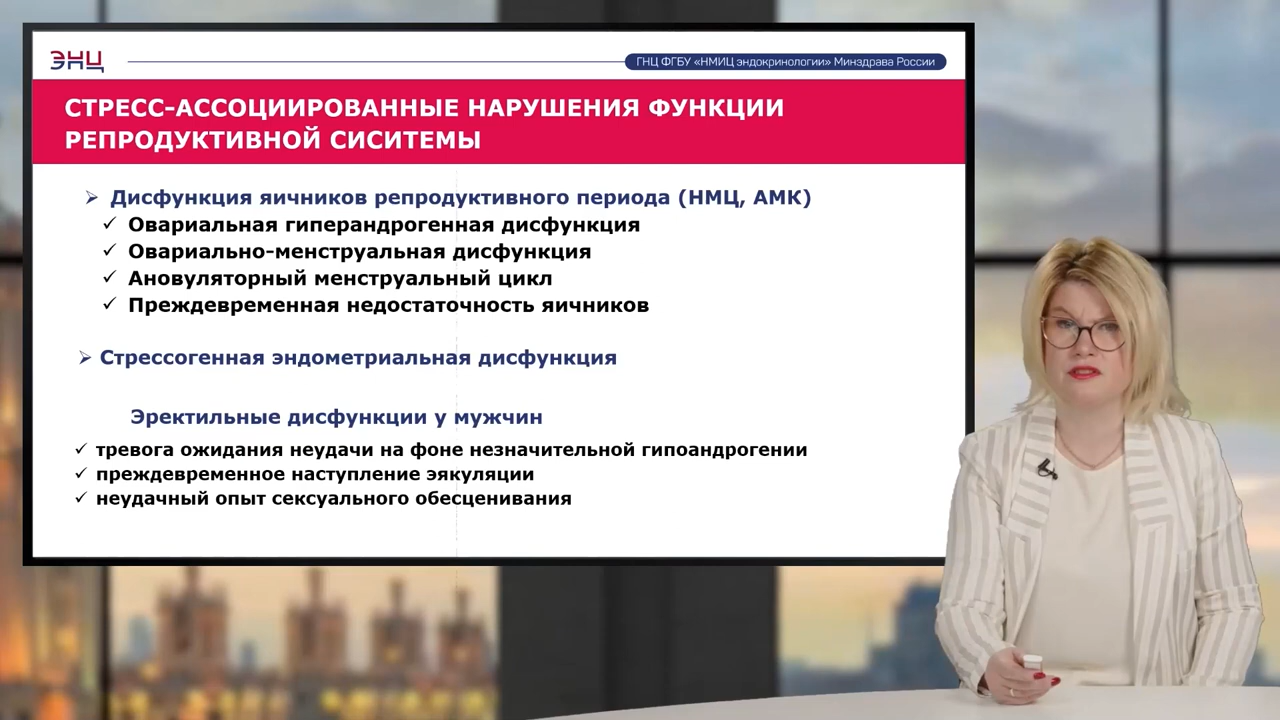 ЭНЦ
ГНЦ ФГБУ «НМИЦ эндокринологии» Минздрава России
СТРЕСС-АССОЦИИРОВАННЫЕ НАРУШЕНИЯ ФУНКЦИИ
РЕПРОДУКТИВНОЙ СИСИТЕМЫ
Дисфункция яичников репродуктивного периода (НМЦ, АМК)
Овариальная гиперандрогенная дисфункция
Овариально-менструальная дисфункция
Ановуляторный менструальный цикл
Преждевременная недостаточность яичников
Стрессогенная эндометриальная дисфункция
Эректильные дисфункции у мужчин
тревога ожидания неудачи на фоне незначительной гипоандрогении
преждевременное наступление эякуляции
неудачный опыт сексуального обесценивания